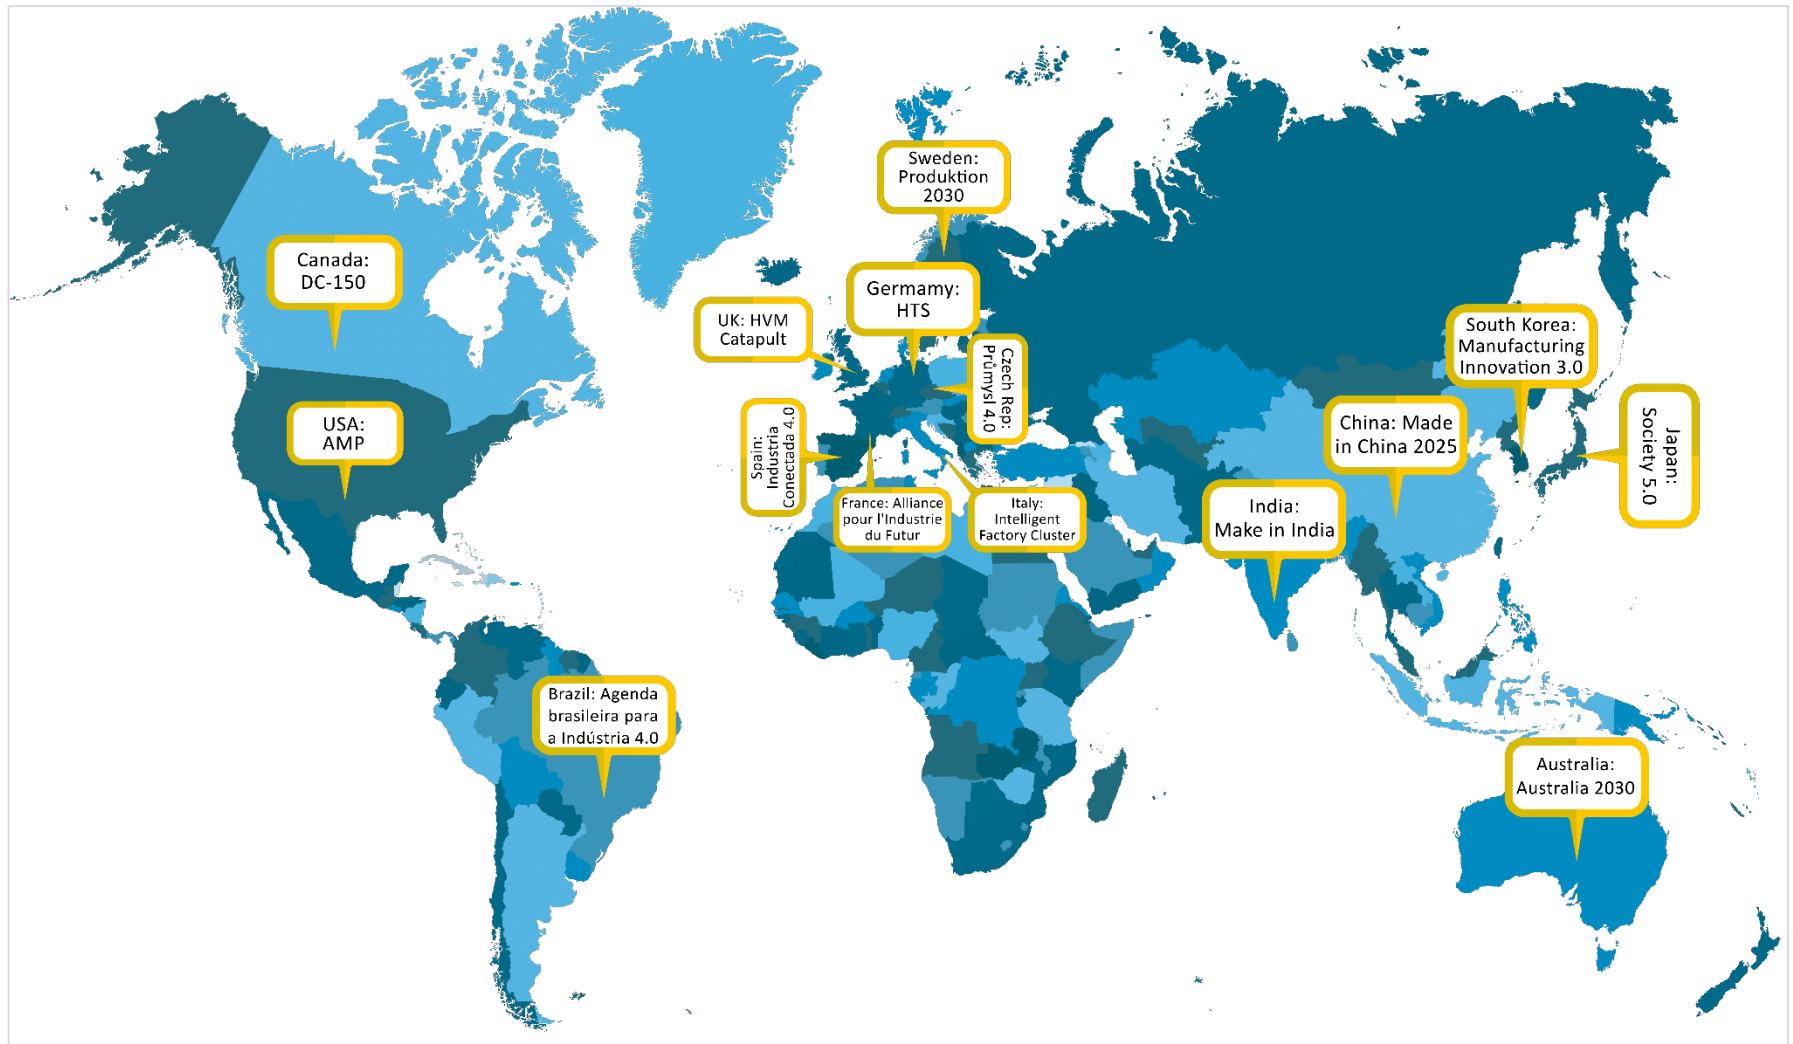 Sweden:
Produktion
2030
Canada:
DC-150
Germamy:
HTS
UK: HVM
Catapult
South Korea:
Manufacturing
Innovation 3.0
Czech Rep:
Průmysl 4.0
USA:
AMP
Spain:
Industria
Conectada 4.0
China: Made
in China 2025
Japan:
Society 5.0
France: Alliance
pour l'Industrie
du Futur
Italy:
Intelligent
Factory Cluster
India:
Make in India
Brazil: Agenda
brasileira para
a Indústria 4.0
Australia:
Australia 2030